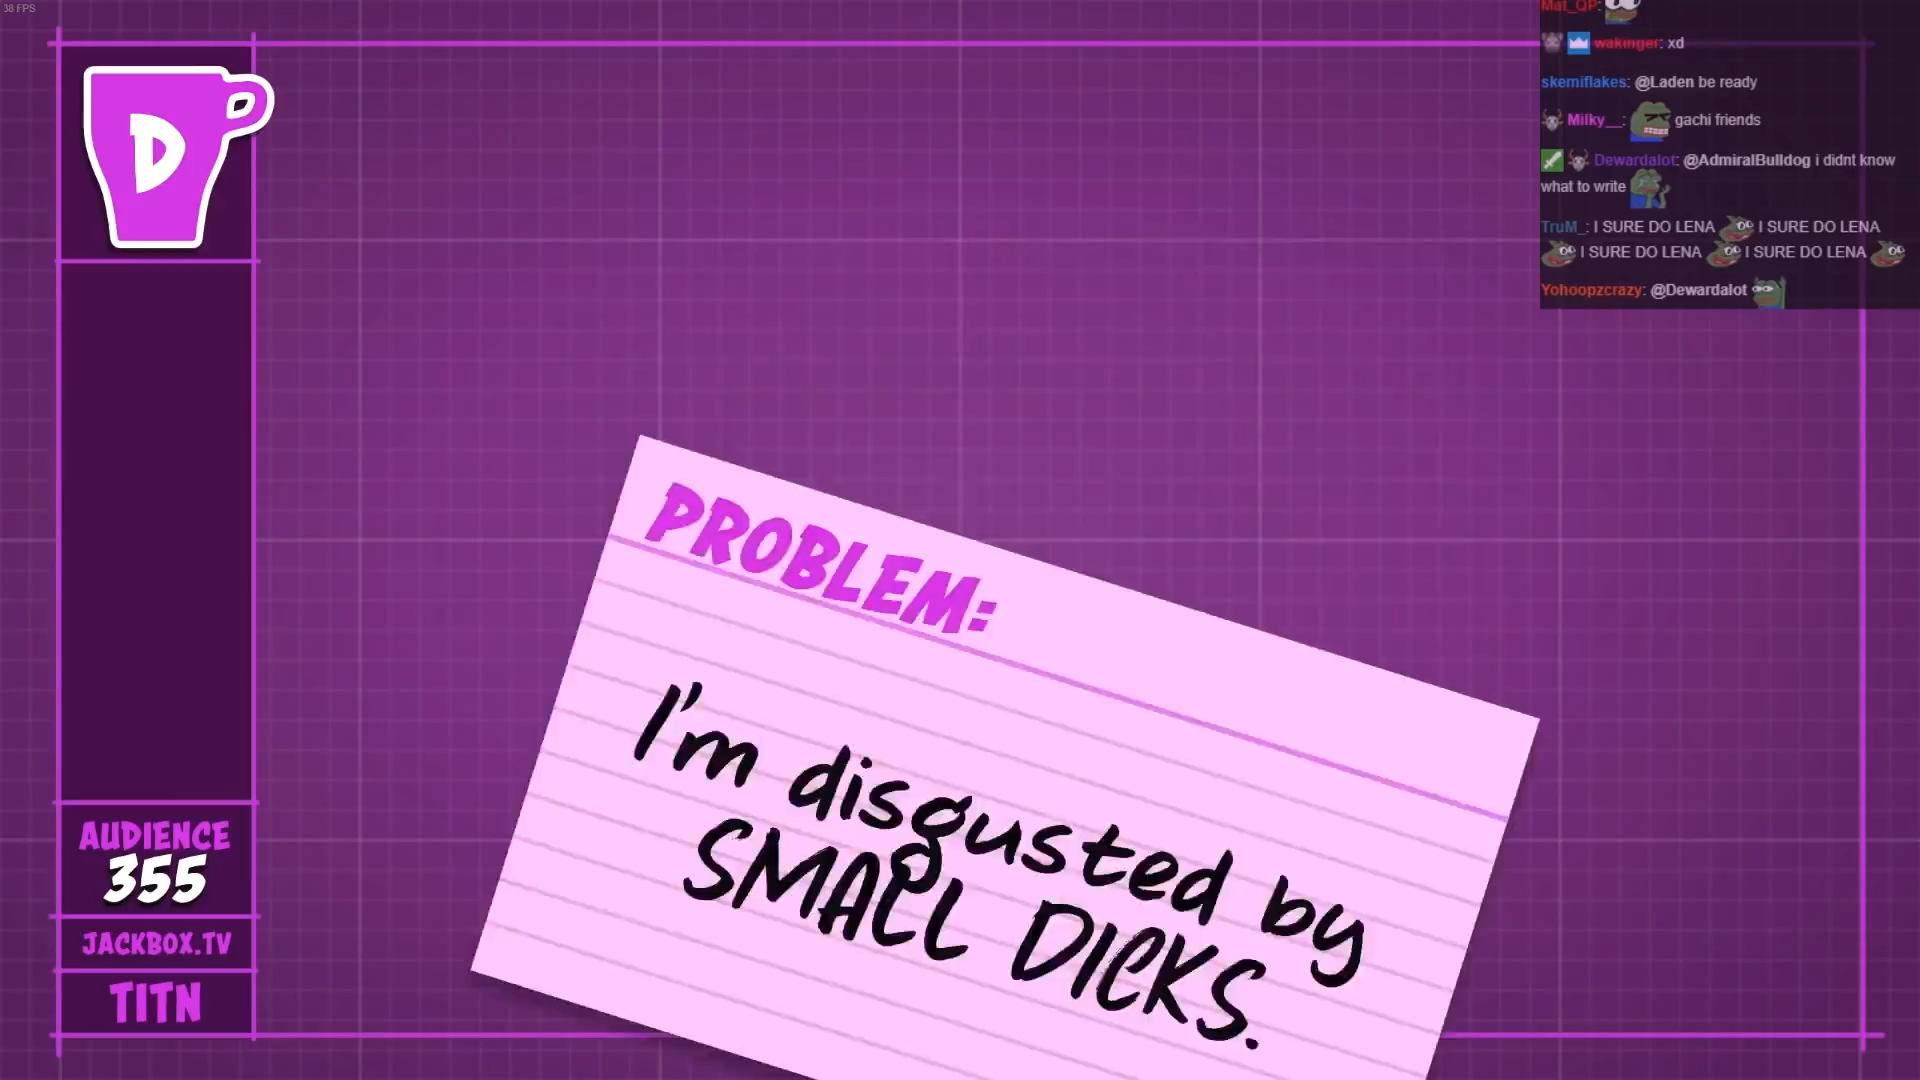 38 FPS
D
Mat_QP:
wakinger: xd
skemiflakes: @Laden be ready
Milky__: gachi friends
Dewardalot: @AdmiralBulldog i didnt know
what to write
TruM_: I SURE DO LENA I SURE DO LENA
I SURE DO LENA I SURE DO LENA
Yohoopzcrazy: @Dewardalot
PROBLEM:
I'm disgusted by
SMALL DICKS.
AUDIENCE
355
JACKBOX.TV
TITN